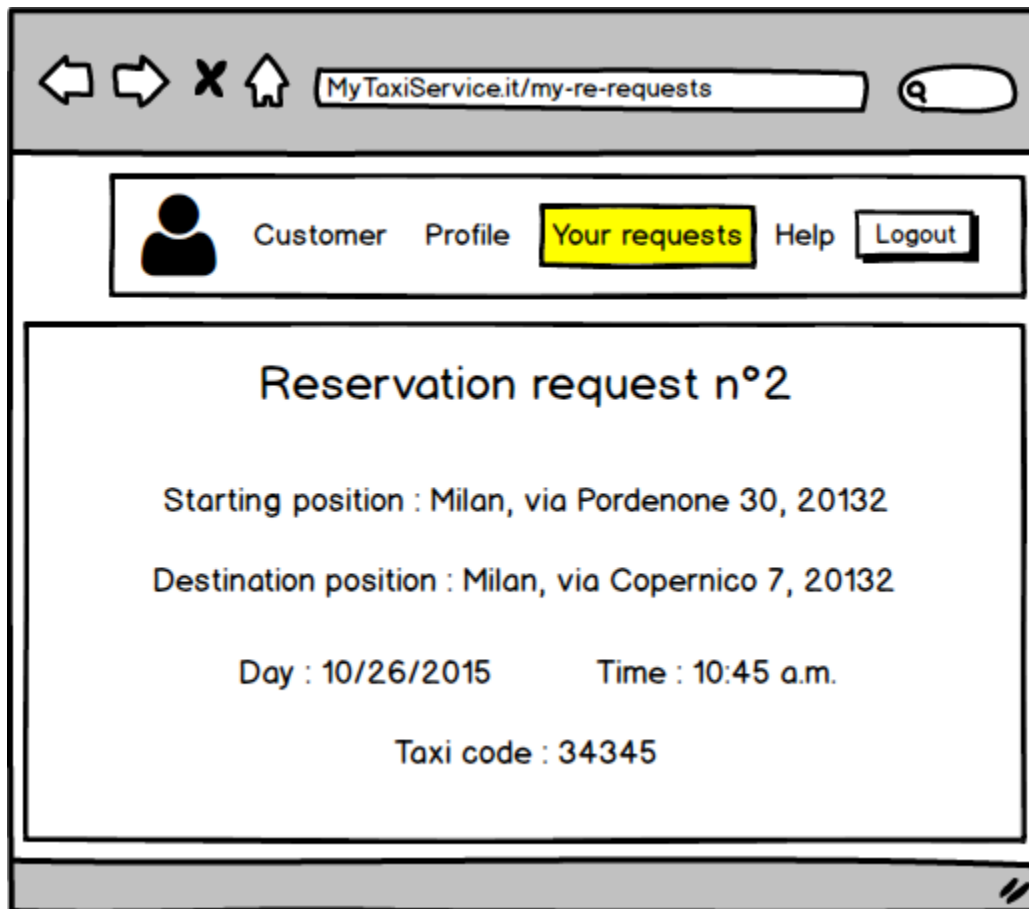 MyTaxiService.it/my-re-requests
Customer Profile Your requests Help Logout
Reservation request n°2
Starting position : Milan, via Pordenone 30, 20132
Destination position : Milan, via Copernico 7, 20132
Day : 10/26/2015 Time : 10:45 a.m.
Taxi code : 34345